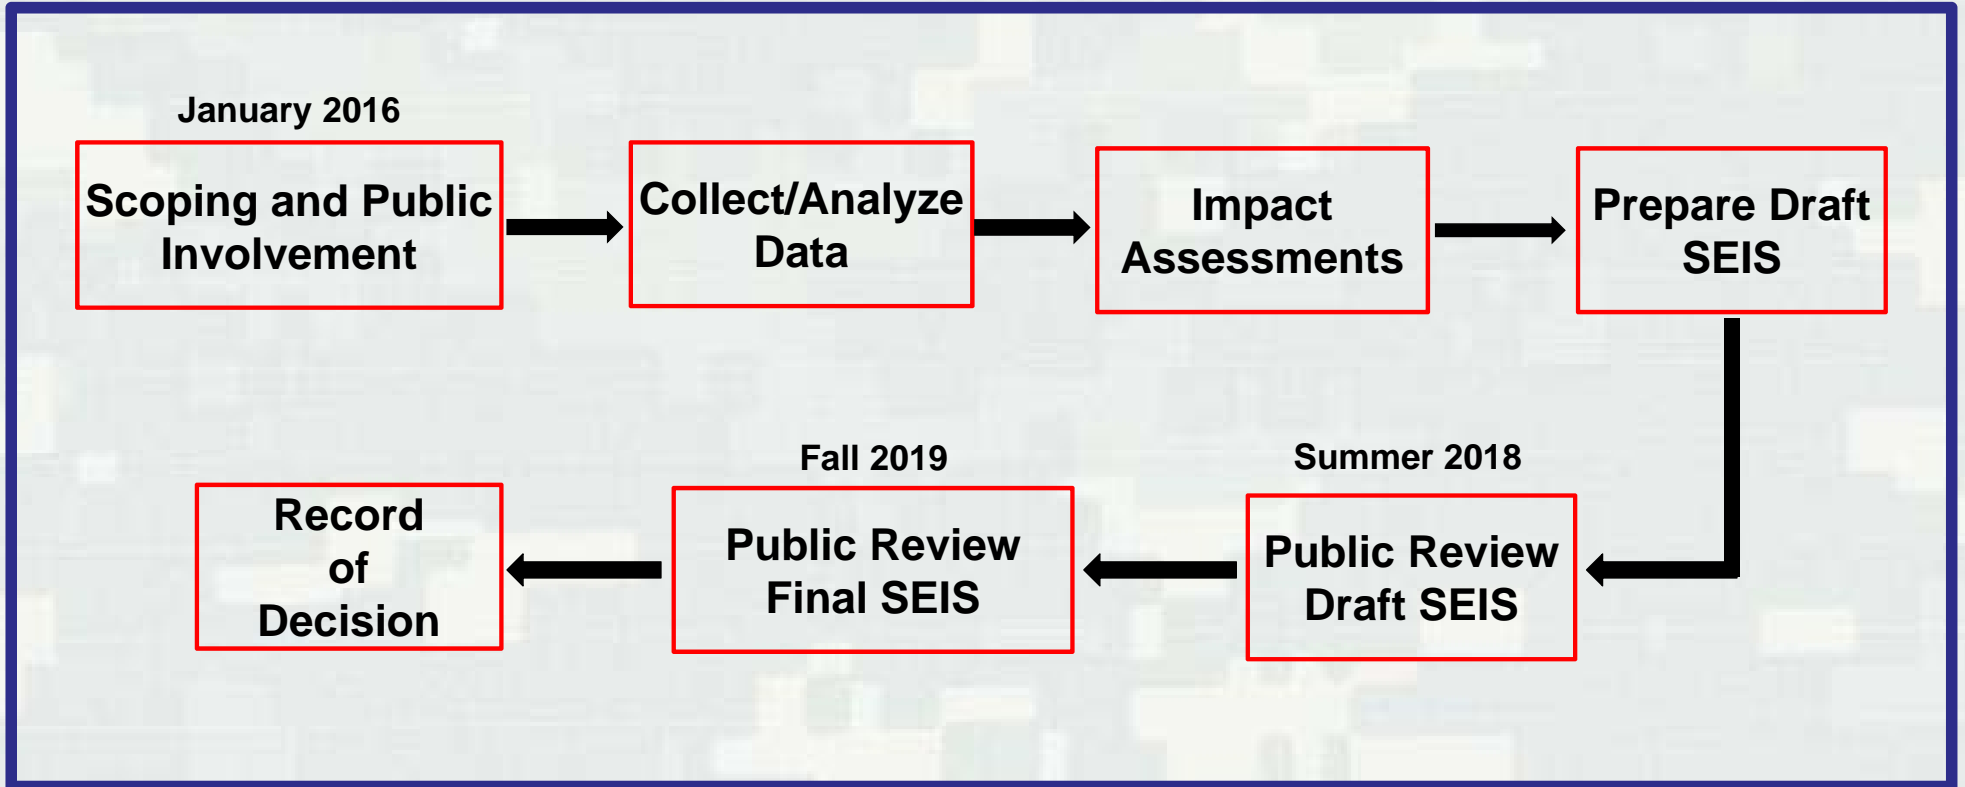 January 2016
Scoping and Public
Involvement
Collect/Analyze
Data
Impact
Assessments
Prepare Draft
SEIS
Summer 2018
Public Review
Draft SEIS
Fall 2019
Public Review
Final SEIS
Record
of
Decision